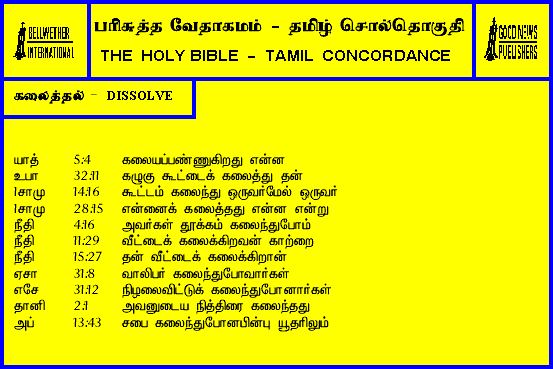 BELLWETHER
INTERNATIONAL
பரிசுத்த வேதாகமம் - தமிழ் சொல்தொகுதி
THE HOLY BIBLE - TAMIL CONCORDANCE
GOOD NEWS
PUBLISHERS
கலைத்தல் - DISSOLVE
யாத் 5:4 கலையப்பண்ணுகிறது என்ன
உபா 32:11 கழுகு கூட்டைக் கலைத்து தன்
1சாமு 14:16 கூட்டம் கலைந்து ஒருவர்மேல் ஒருவர்
1சாமு 28:15 என்னைக் கலைத்தது என்ன என்று
நீதி 4:16 அவர்கள் தூக்கம் கலைந்துபோம்
நீதி 11:29 வீட்டைக் கலைக்கிறவன் காற்றை
நீதி 15:27 தன் வீட்டைக் கலைக்கிறான்
ஏசா 31:8 வாலிபர் கலைந்துபோவார்கள்
எசே 31:12 நிழலைவிட்டுக் கலைந்துபோனார்கள்
தானி 2:1 அவனுடைய நித்திரை கலைந்தது
அப் 13:43 சபை கலைந்துபோனபின்பு யூதரிலும்